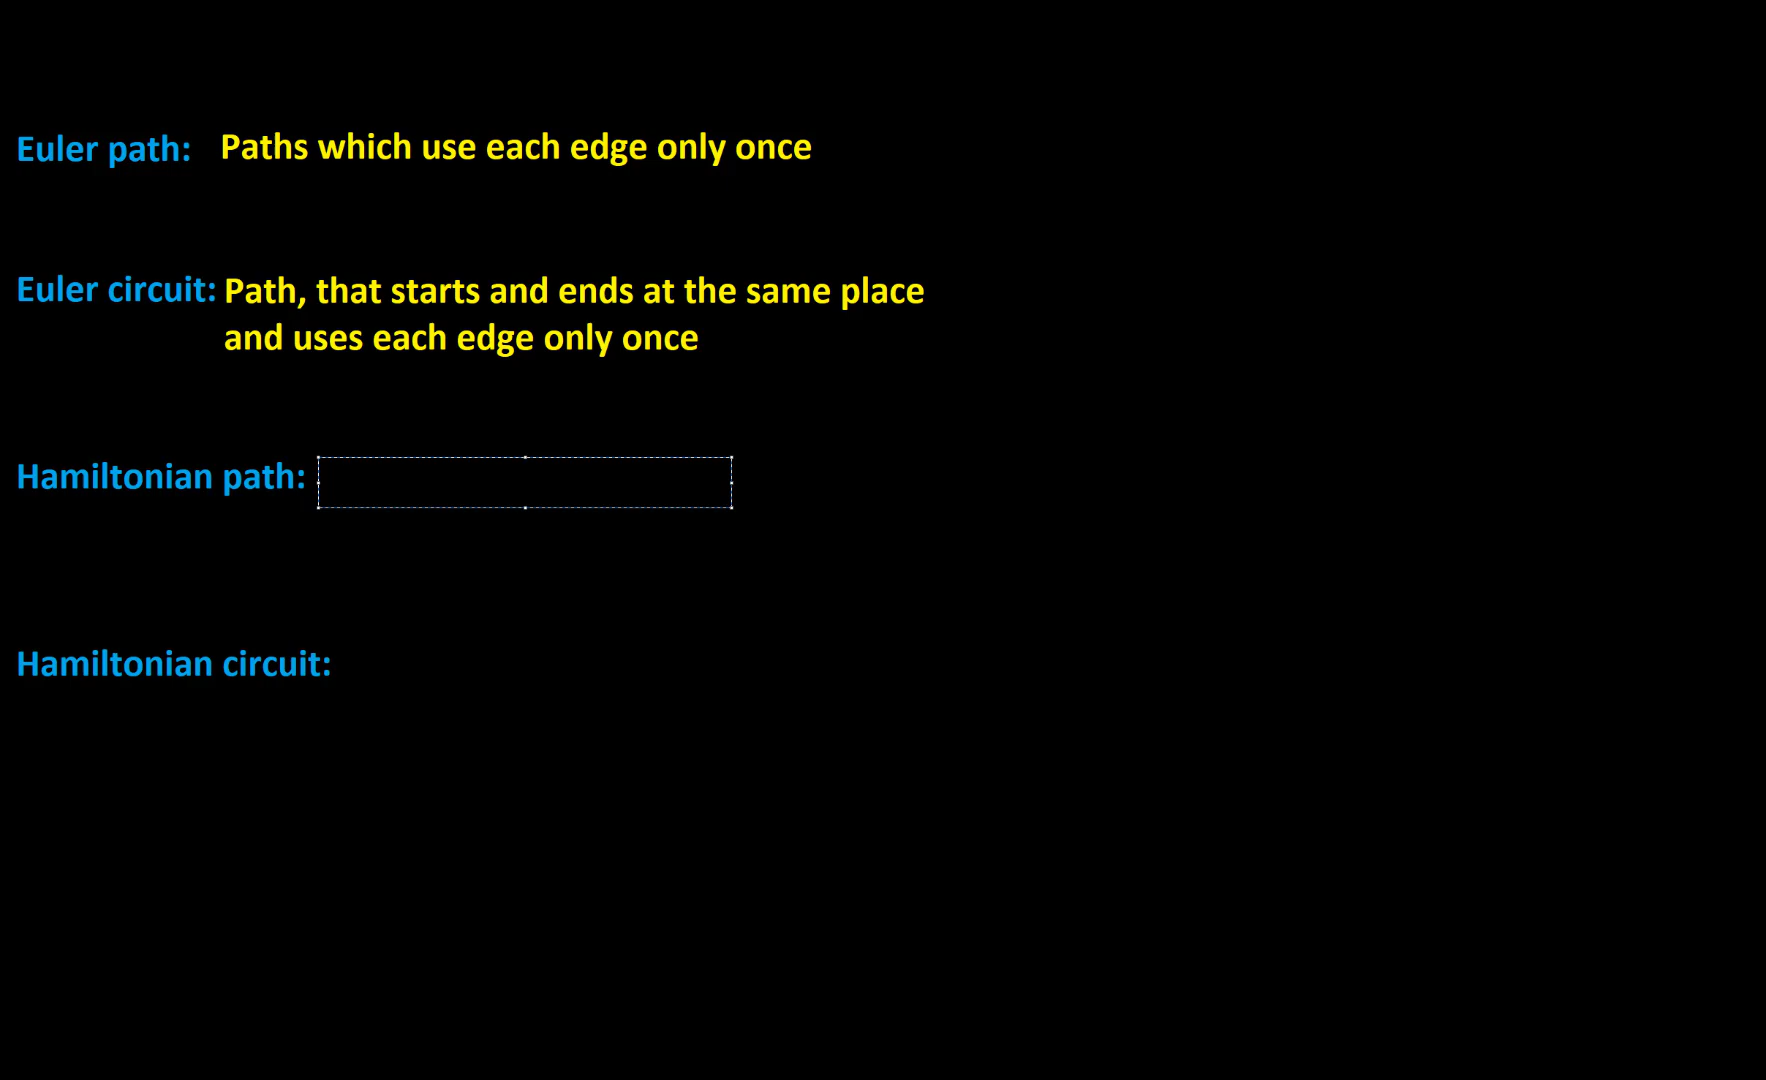 Euler path: Paths which use each edge only once
Euler circuit: Path, that starts and ends at the same place
and uses each edge only once
Hamiltonian path:
Hamiltonian circuit: